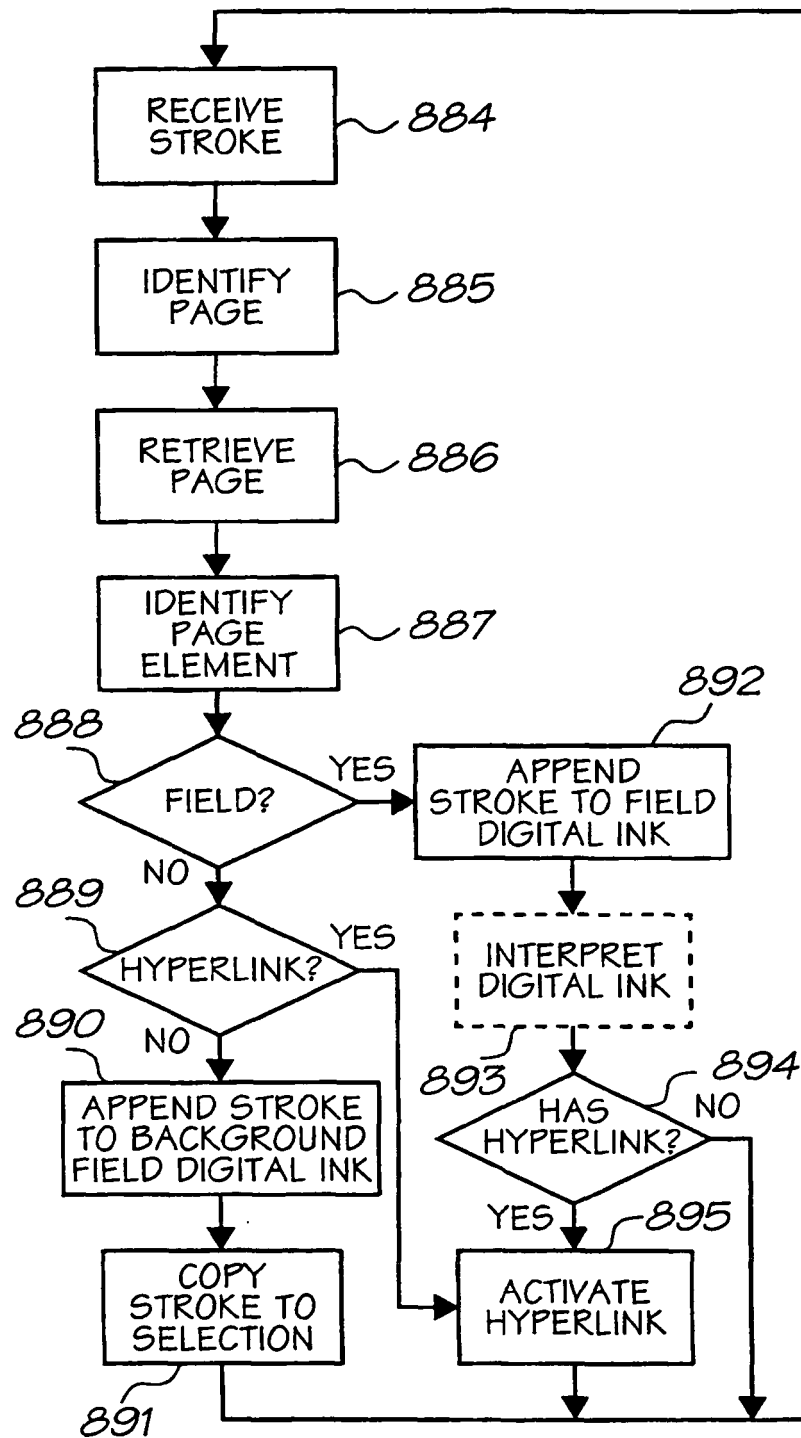 RECEIVE
STROKE
884
IDENTIFY
PAGE
885
RETRIEVE
PAGE
886
IDENTIFY
PAGE
ELEMENT
887
888
FIELD?
YES
NO
892
APPEND
STROKE TO FIELD
DIGITAL INK
889
HYPERLINK?
YES
NO
INTERPRET
DIGITAL INK
893
890
APPEND STROKE
TO BACKGROUND
FIELD DIGITAL INK
894
HAS
HYPERLINK?
NO
YES
895
COPY
STROKE TO
SELECTION
891
ACTIVATE
HYPERLINK